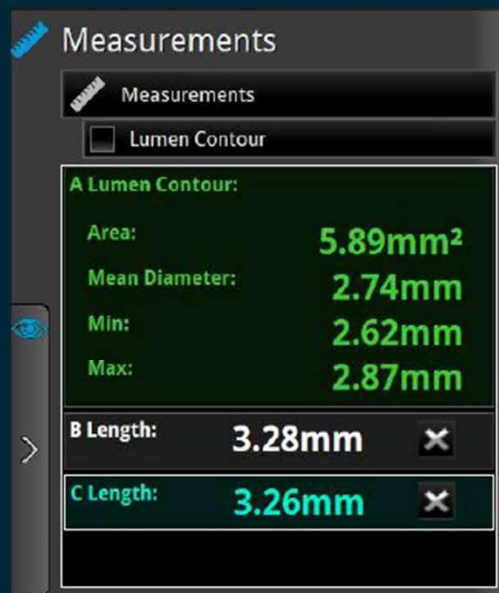 Measurements
Measurements
Lumen Contour
A Lumen Contour:
Area: 5.89mm²
Mean Diameter: 2.74mm
Min: 2.62mm
Max: 2.87mm
B Length: 3.28mm
C Length: 3.26mm